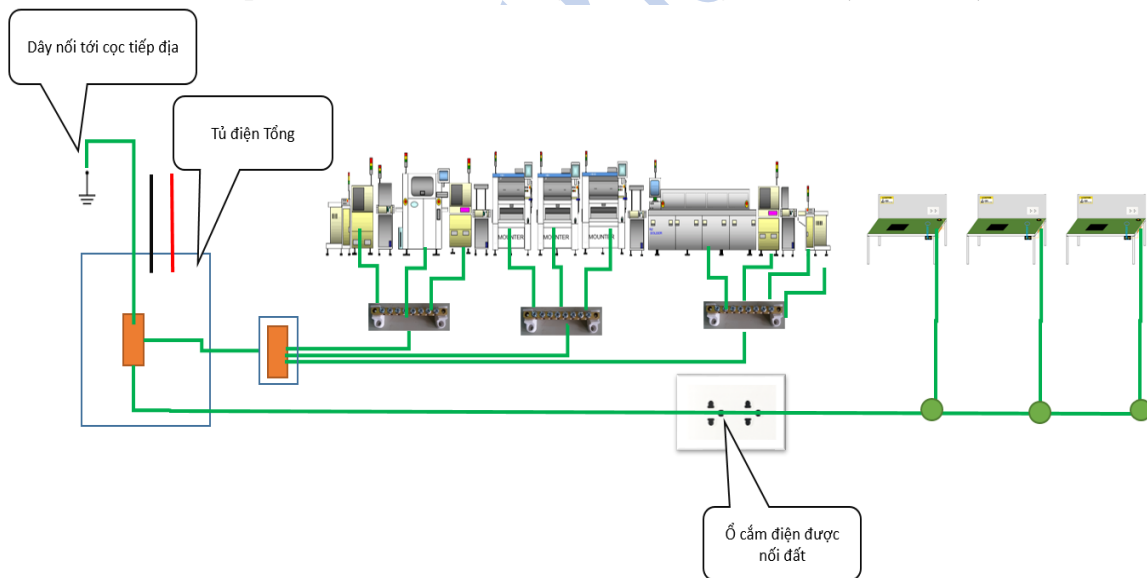 Dây nối tới cọc tiếp địa
Tủ điện Tổng
MOUNTER
MOUNTER
MOUNTER
Ổ cắm điện được
nối đất